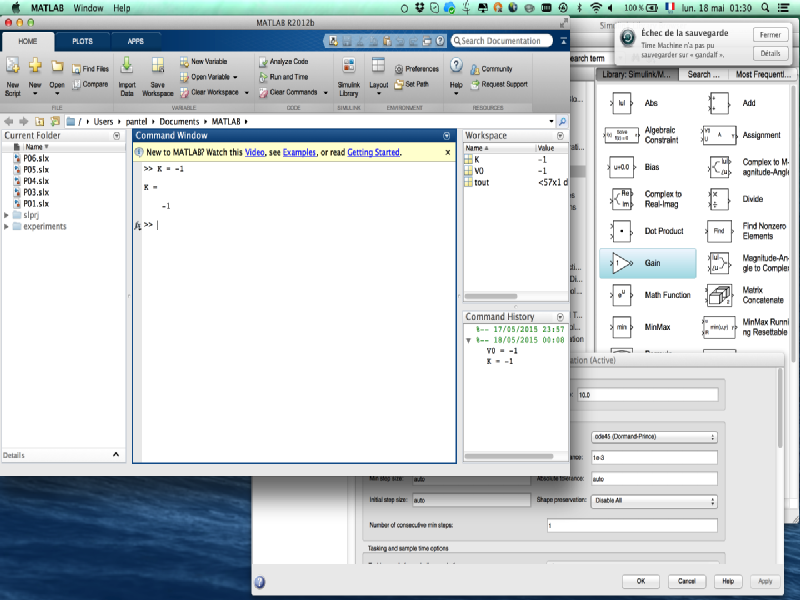 MATLAB Window Help
100 % lun. 18 mai 01:30
MATLAB R2012b
HOME PLOTS APPS
Search Documentation
New Script
New
Open
Find Files
Compare
Import Data
Save Workspace
New Variable
Open Variable
Clear Workspace
Analyze Code
Run and Time
Clear Commands
Simulink Library
Layout
Preferences
Set Path
Help
Community
Request Support
FILE VARIABLE CODE SIMULINK ENVIRONMENT RESOURCES
/ Users pantel Documents MATLAB
Current Folder
Name
P06.slx
P05.slx
P04.slx
P03.slx
P01.slx
slprj
experiments
Details
Command Window
New to MATLAB? Watch this Video, see Examples, or read Getting Started.
>> K = -1
K =
-1
fx >>
Workspace
Name Value
K -1
V0 -1
tout <57x1 d
Command History
%-- 17/05/2015 23:57
%-- 18/05/2015 00:08
V0 = -1
K = -1
Échec de la sauvegarde
Time Machine n'a pas pu
sauvegarder sur « gandalf ».
Fermer
Détails
search term
Library: Simulink/M... Search ... Most Frequentl...
Abs
Add
Algebraic Constraint
Assignment
Bias
Complex to M
agnitude-Angle
Complex to
Real-Imag
Divide
Dot Product
Find Nonzero
Elements
Gain
Magnitude-An
gle to Complex
Math Function
Matrix
Concatenate
MinMax
MinMax Runni
ng Resettable
ation (Active)
10.0
ode45 (Dormand-Prince)
1e-3
Min step size: auto
Absolute tolerance: auto
Initial step size: auto
Shape preservation: Disable All
Number of consecutive min steps: 1
Tasking and sample time options
OK Cancel Help Apply